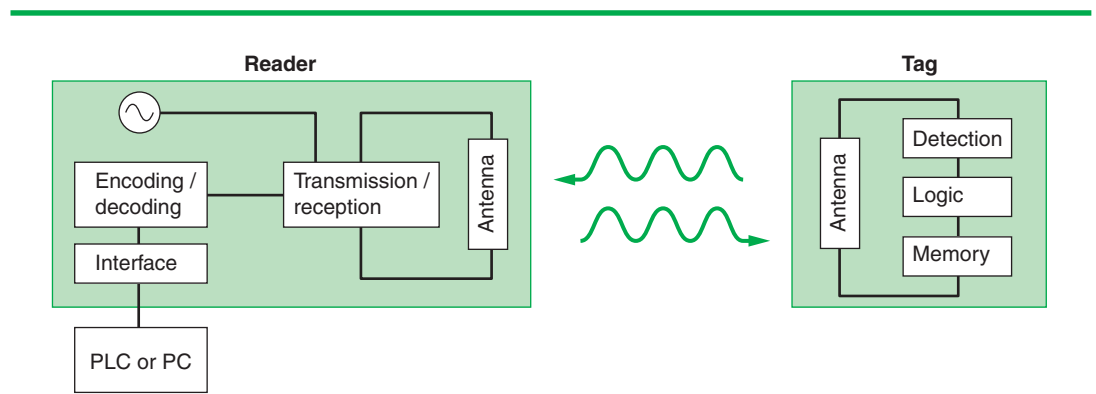 Reader
Tag
Encoding /
decoding
Transmission /
reception
Antenna
Interface
PLC or PC
Antenna
Detection
Logic
Memory